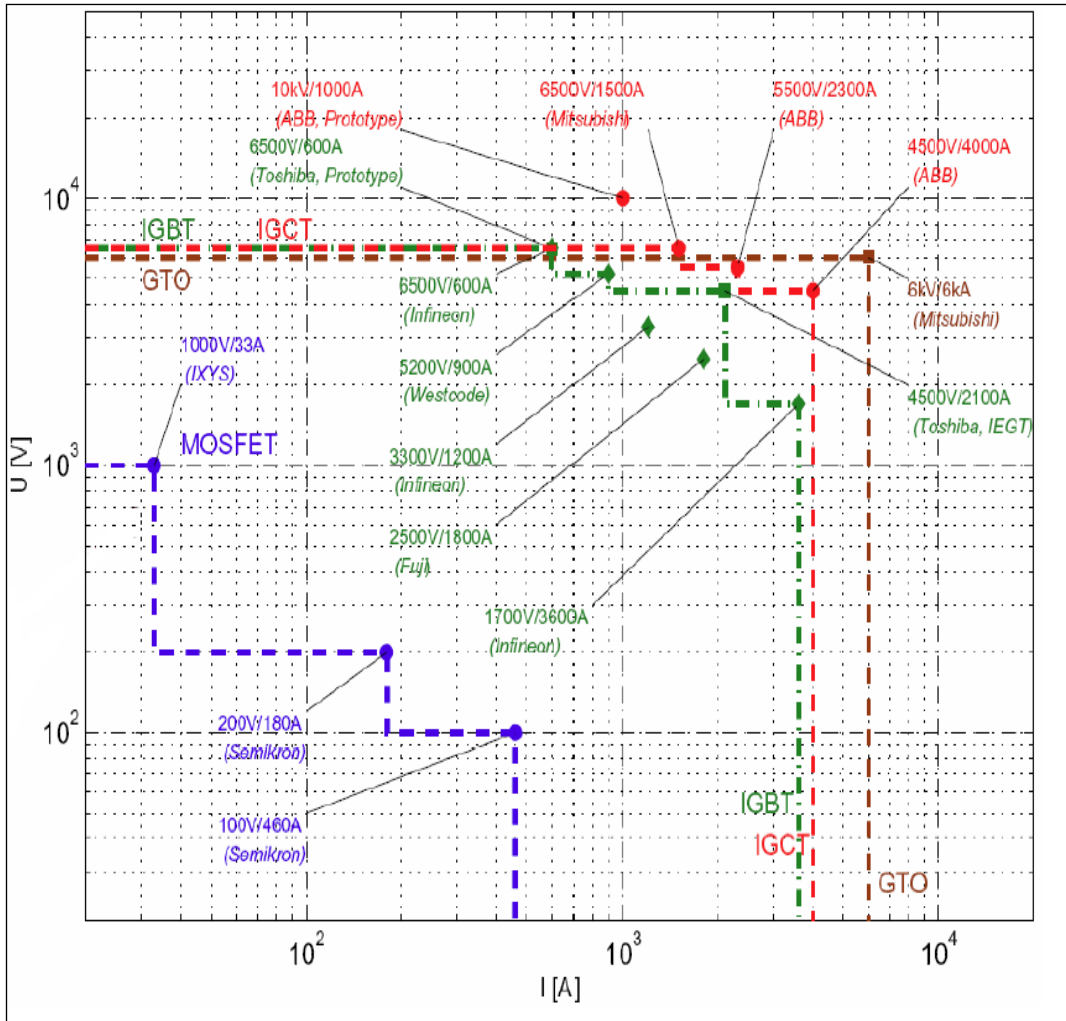 10kV/1000A
(ABB, Prototype)
6500V/1500A
(Mitsubishi)
5500V/2300A
(ABB)
6500V/600A
(Toshiba, Prototype)
4500V/4000A
(ABB)
10^4
IGBT
IGCT
GTO
6500V/600A
(Infineon)
6kV/6kA
(Mitsubishi)
1000V/33A
(IXYS)
5200V/900A
(Westcode)
4500V/2100A
(Toshiba, IEGT)
MOSFET
U [V]
10^3
3300V/1200A
(Infineon)
2500V/1800A
(Fuji)
1700V/3600A
(Infineon)
200V/180A
(Semikron)
10^2
100V/460A
(Semikron)
IGBT
IGCT
GTO
10^2
10^3
10^4
I [A]